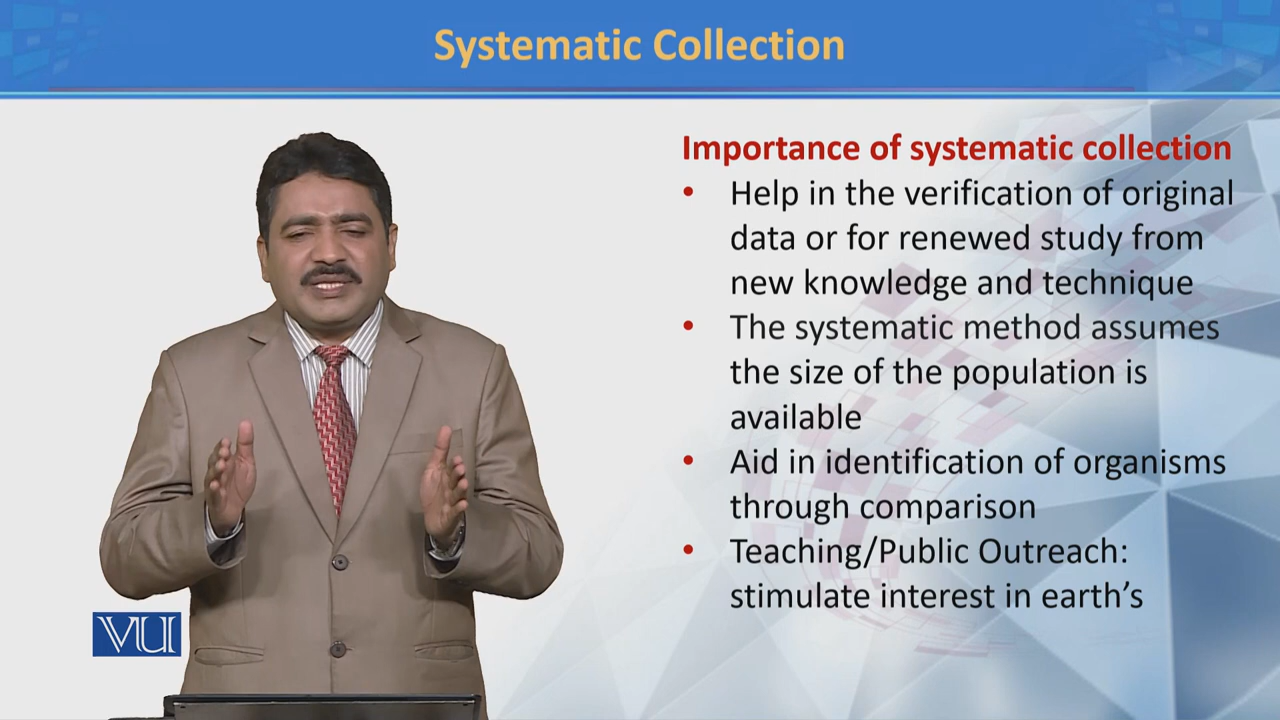 Systematic Collection
Importance of systematic collection
• Help in the verification of original
data or for renewed study from
new knowledge and technique
• The systematic method assumes
the size of the population is
available
• Aid in identification of organisms
through comparison
• Teaching/Public Outreach:
stimulate interest in earth’s
VU